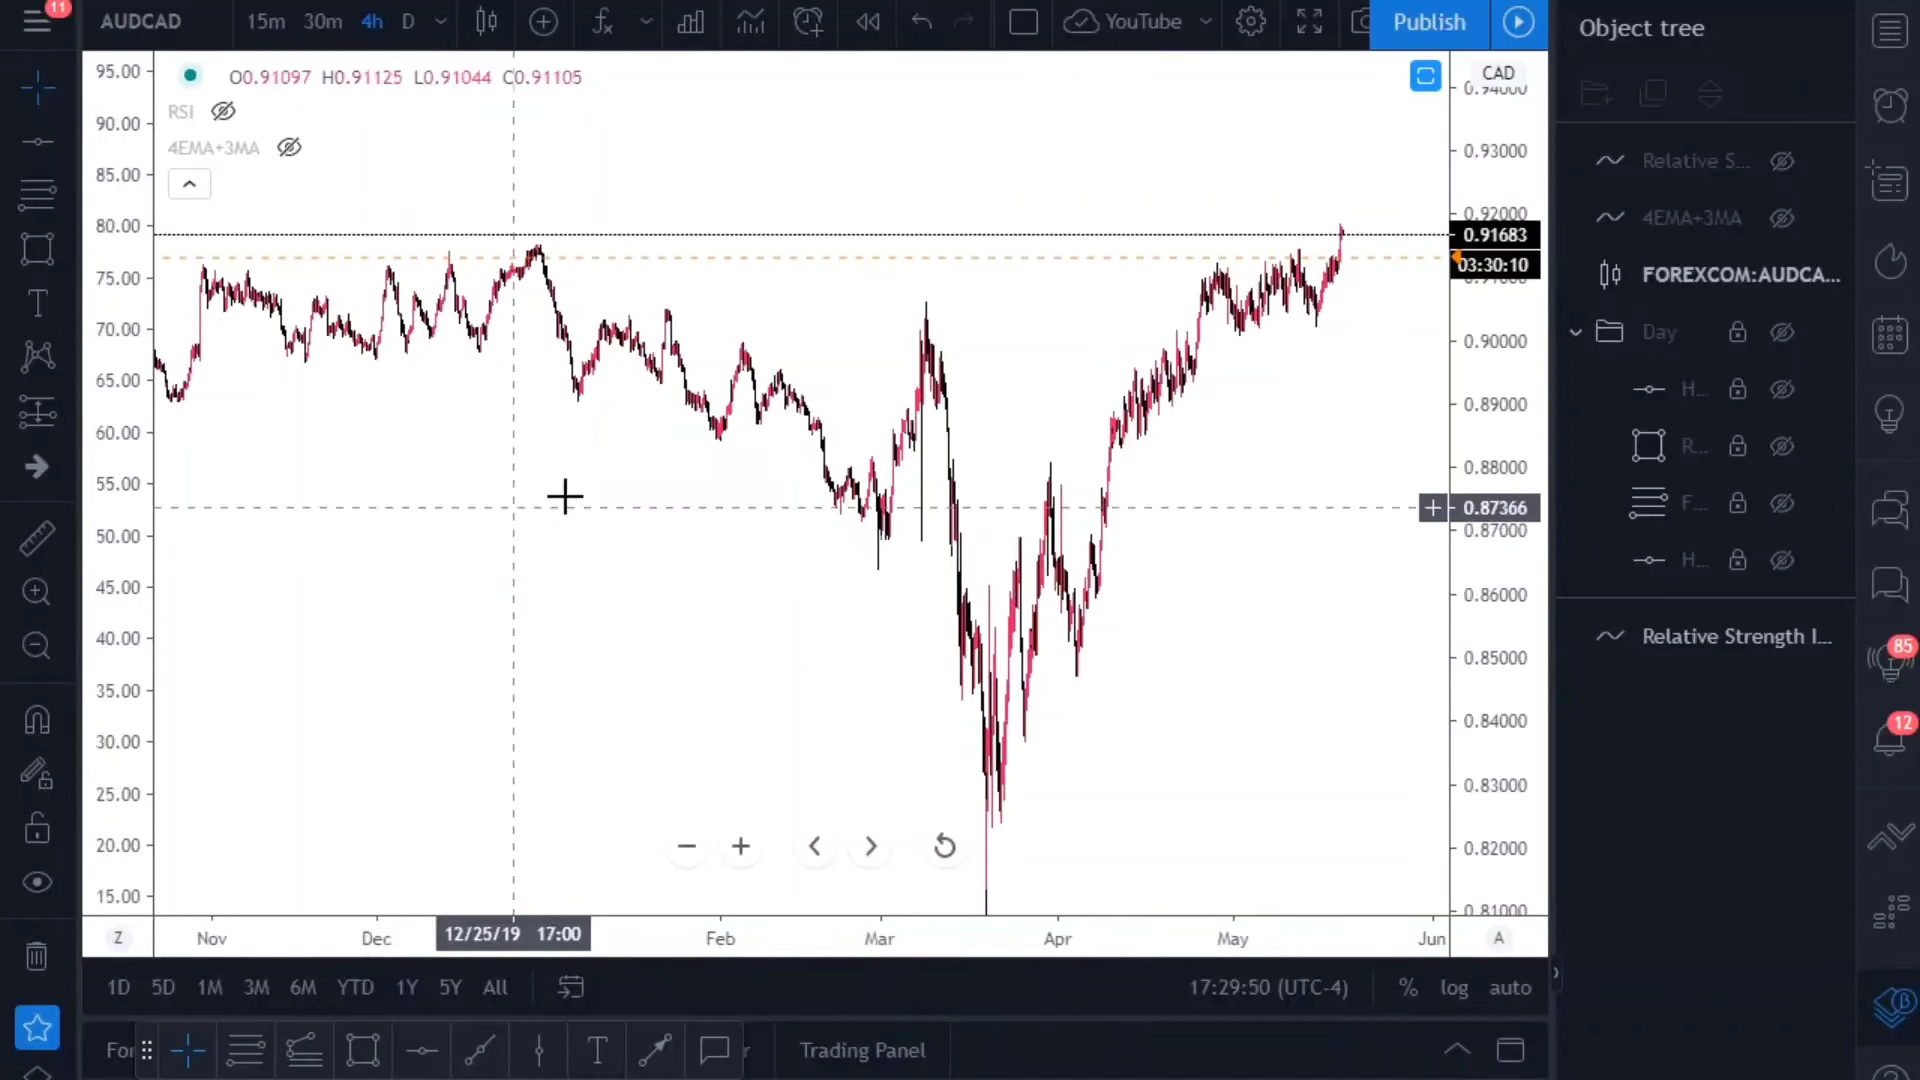 11
AUDCAD
15m
30m
4h
D
YouTube
Publish
Object tree
O0.91097 H0.91125 L0.91044 C0.91105
RSI
4EMA+3MA
95.00
90.00
85.00
80.00
75.00
70.00
65.00
60.00
55.00
50.00
45.00
40.00
35.00
30.00
25.00
20.00
15.00
CAD
0.94000
0.93000
0.92000
0.91683
03:30:10
0.90000
0.89000
0.88000
0.87366
0.87000
0.86000
0.85000
0.84000
0.83000
0.82000
0.81000
Relative S...
4EMA+3MA
FOREXCOM:AUDCA...
Day
H...
R...
F...
H...
Relative Strength I...
85
12
Z
Nov
Dec
12/25/19 17:00
Feb
Mar
Apr
May
Jun
A
1D
5D
1M
3M
6M
YTD
1Y
5Y
All
17:29:50 (UTC-4)
%
log
auto
For
T
r
Trading Panel